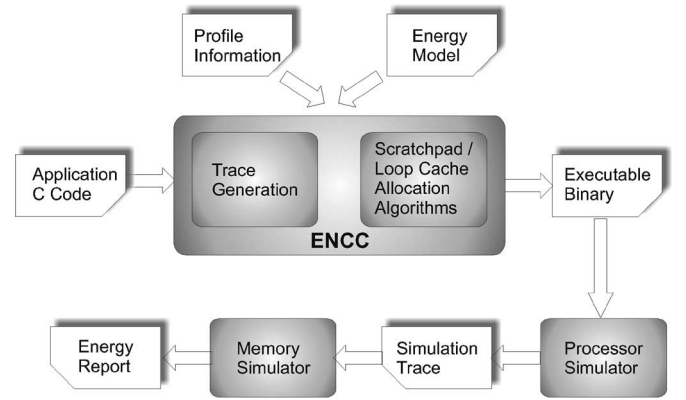 Profile
Information
Energy
Model
Application
C Code
Trace
Generation
Scratchpad /
Loop Cache
Allocation
Algorithms
ENCC
Executable
Binary
Energy
Report
Memory
Simulator
Simulation
Trace
Processor
Simulator